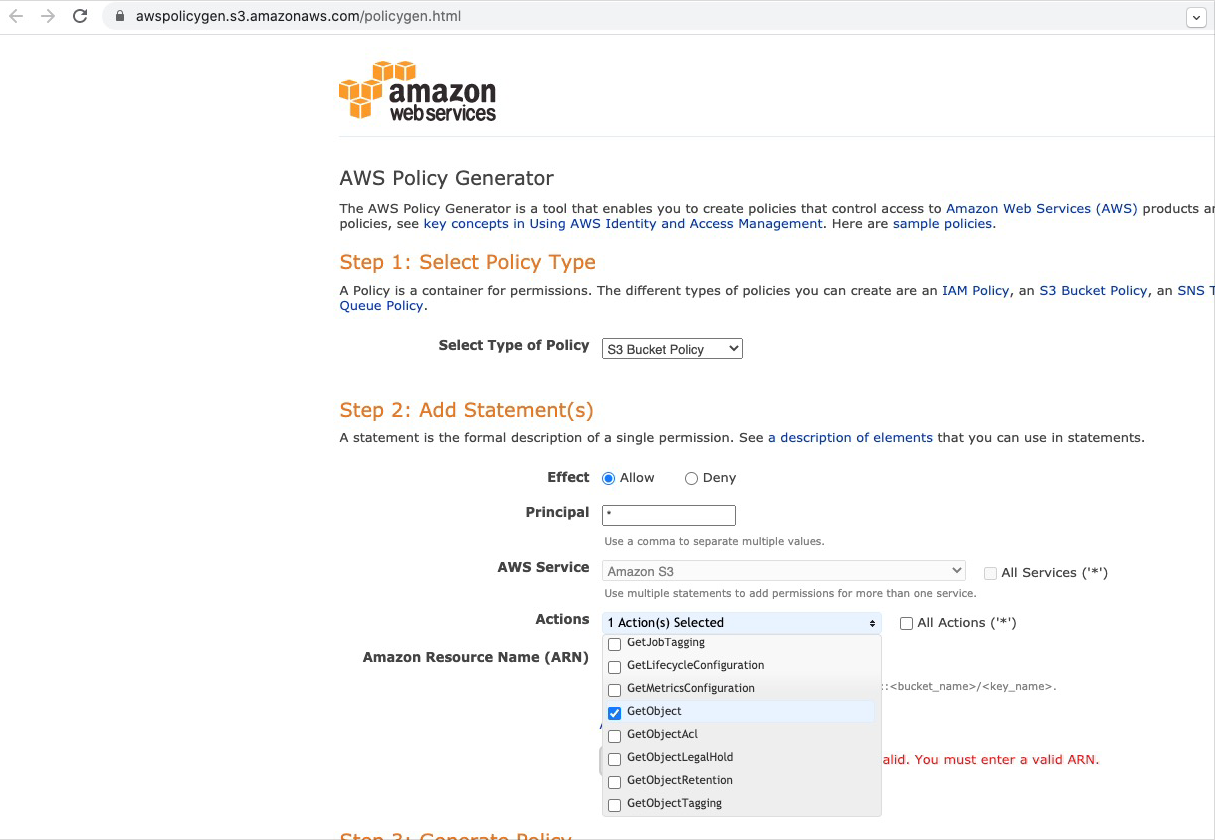 awspolicygen.s3.amazonaws.com/policygen.html
amazon
web services
AWS Policy Generator
The AWS Policy Generator is a tool that enables you to create policies that control access to Amazon Web Services (AWS) products
policies, see key concepts in Using AWS Identity and Access Management. Here are sample policies.
Step 1: Select Policy Type
A Policy is a container for permissions. The different types of policies you can create are an IAM Policy, an S3 Bucket Policy, an SNS
Queue Policy.
Select Type of Policy S3 Bucket Policy
Step 2: Add Statement(s)
A statement is the formal description of a single permission. See a description of elements that you can use in statements.
Effect Allow Deny
Principal *
Use a comma to separate multiple values.
AWS Service Amazon S3 All Services ('*')
Use multiple statements to add permissions for more than one service.
Actions 1 Action(s) Selected All Actions ('*')
GetJobTagging
Amazon Resource Name (ARN) GetLifecycleConfiguration
GetMetricsConfiguration ::<bucket_name>/<key_name>.
GetObject
GetObjectAcl
GetObjectLegalHold alid. You must enter a valid ARN.
GetObjectRetention
GetObjectTagging
Step 3: Generate Policy